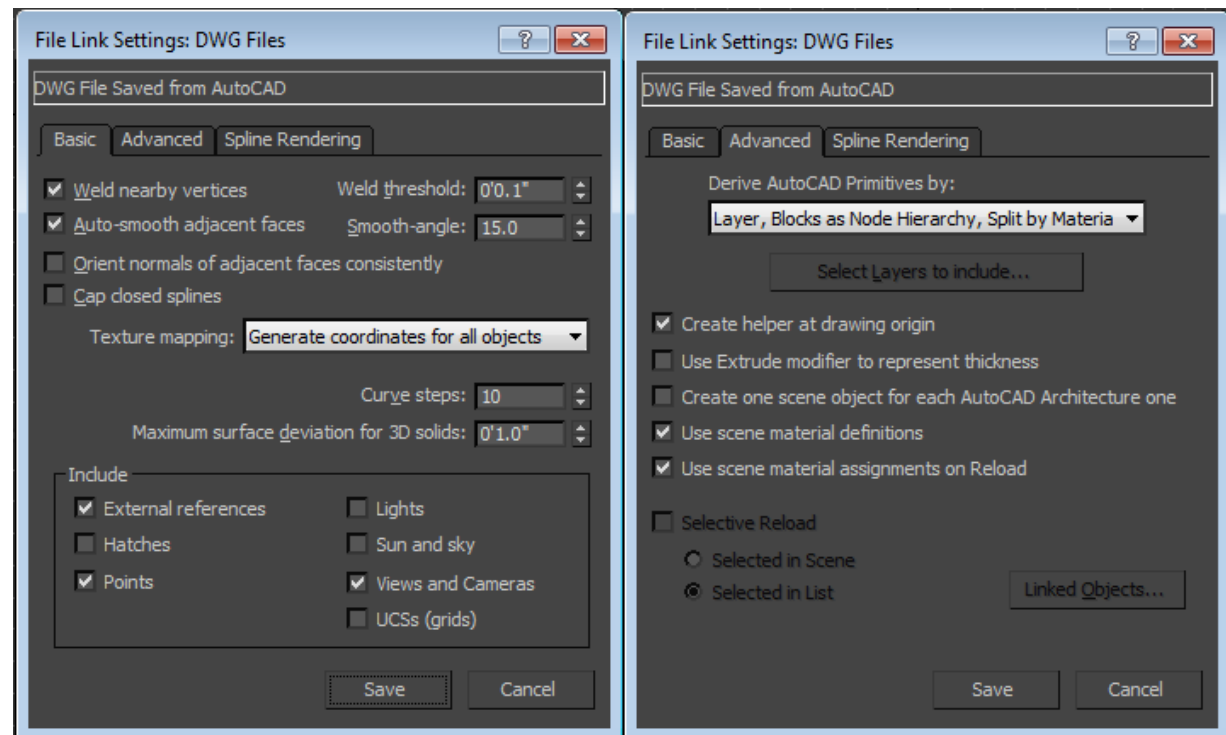 File Link Settings: DWG Files
DWG File Saved from AutoCAD
Basic Advanced Spline Rendering
Weld nearby vertices Weld threshold: 0'0.1"
Auto-smooth adjacent faces Smooth-angle: 15.0
Orient normals of adjacent faces consistently
Cap closed splines
Texture mapping: Generate coordinates for all objects
Curve steps: 10
Maximum surface deviation for 3D solids: 0'1.0"
Include
External references Lights
Hatches Sun and sky
Points Views and Cameras
UCSs (grids)
Save Cancel
File Link Settings: DWG Files
DWG File Saved from AutoCAD
Basic Advanced Spline Rendering
Derive AutoCAD Primitives by:
Layer, Blocks as Node Hierarchy, Split by Materia
Select Layers to include...
Create helper at drawing origin
Use Extrude modifier to represent thickness
Create one scene object for each AutoCAD Architecture one
Use scene material definitions
Use scene material assignments on Reload
Selective Reload
Selected in Scene
Selected in List Linked Objects...
Save Cancel